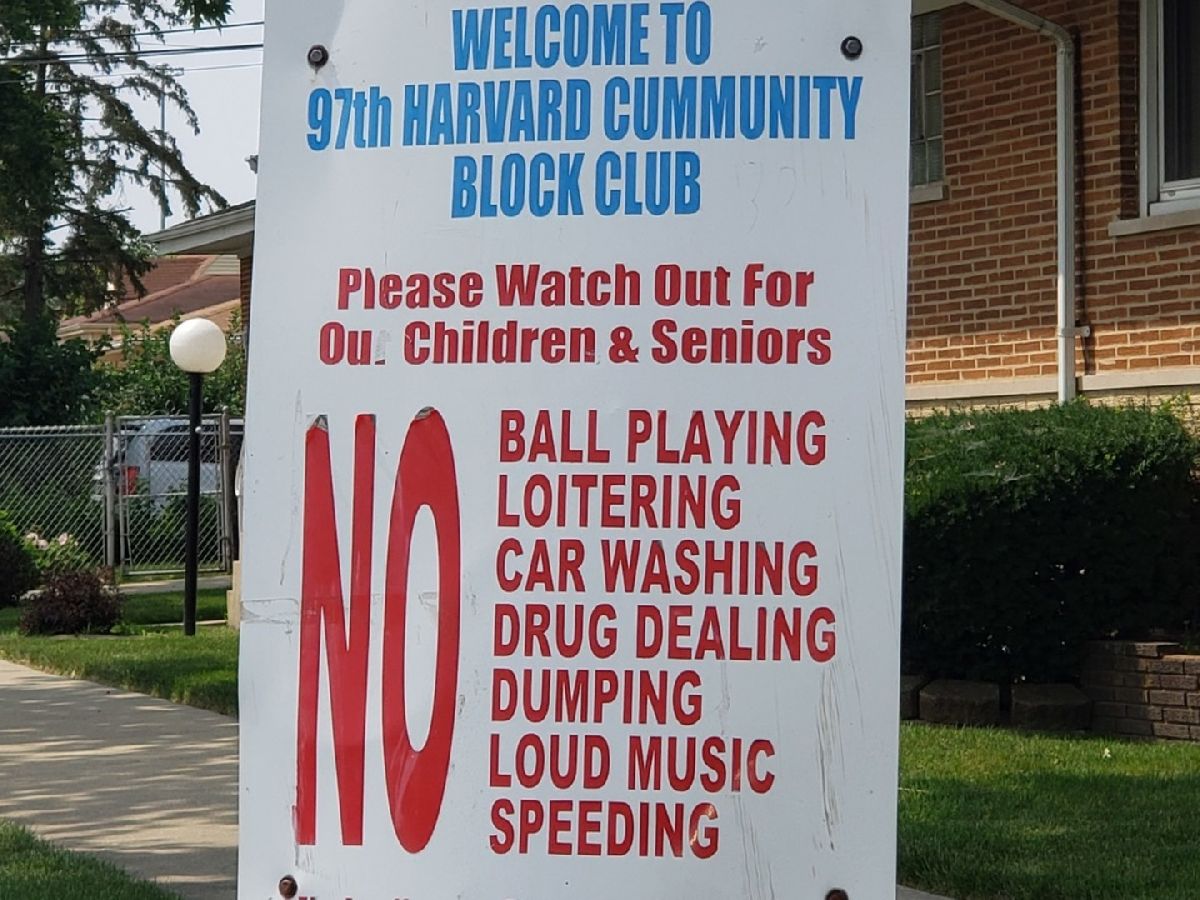 WELCOME TO
97th HARVARD CUMMUNITY
BLOCK CLUB
Please Watch Out For
Ou. Children & Seniors
NO
BALL PLAYING
LOITERING
CAR WASHING
DRUG DEALING
DUMPING
LOUD MUSIC
SPEEDING